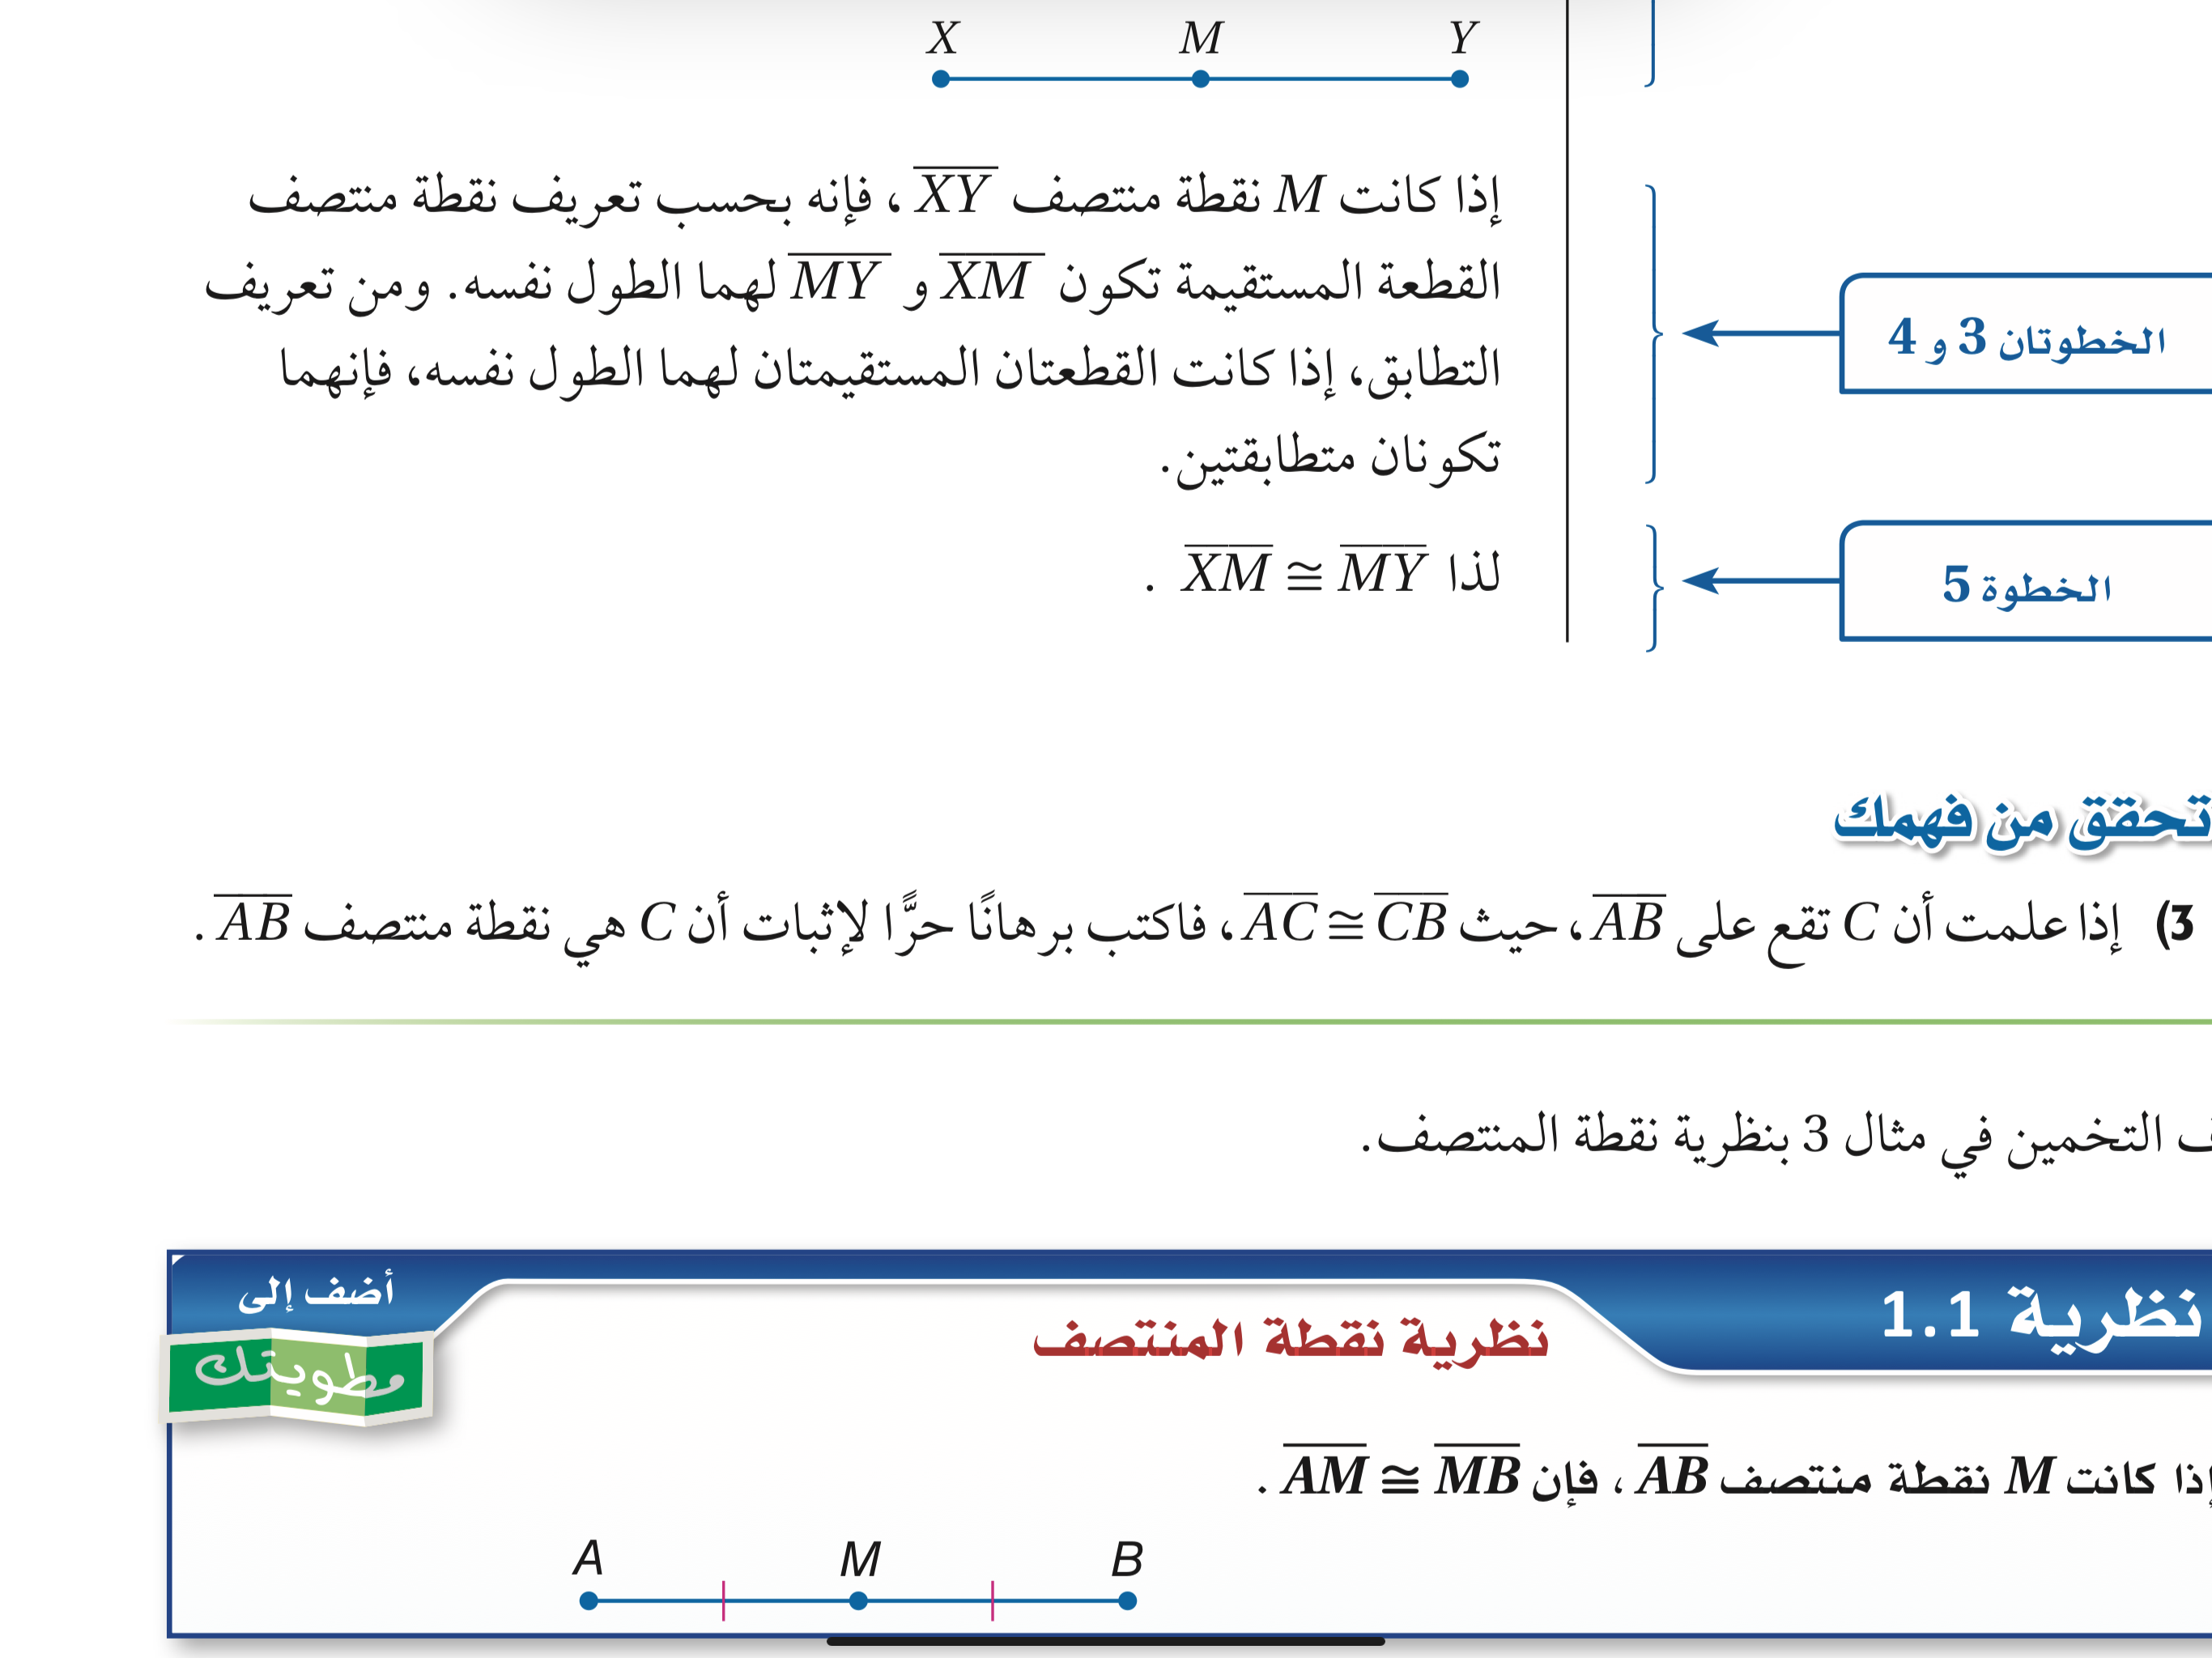 X M Y
إذا كانت M نقطة منتصف XY ، فإنه بحسب تعريف نقطة منتصف
القطعة المستقيمة تكون XM و MY لهما الطول نفسه. ومن تعريف
التطابق، إذا كانت القطعتان المستقيمتان لهما الطول نفسه، فإنهما
تكونان متطابقتين.
الخطوتان 3 و 4
لذا XM ≅ MY .
الخطوة 5
تحقق من فهمك
3) إذا علمت أن C تقع على AB ، حيث AC ≅ CB ، فاكتب برهانًا حرًّا لإثبات أن C هي نقطة منتصف AB .
التخمين في مثال 3 بنظرية نقطة المنتصف.
نظرية 1.1
نظرية نقطة المنتصف
أضف إلى
مطويتك
إذا كانت M نقطة منتصف AB ، فإن AM ≅ MB .
A M B